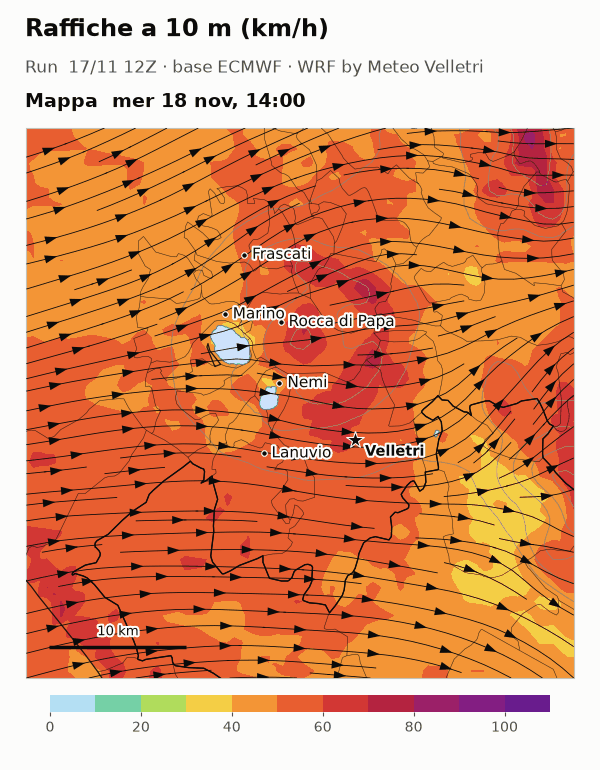 Raffiche a 10 m (km/h)
Run  17/11 12Z · base ECMWF · WRF by Meteo Velletri
Mappa  mer 18 nov, 14:00
Frascati
Marino
Rocca di Papa
Nemi
Velletri
Lanuvio
10 km
0 20 40 60 80 100